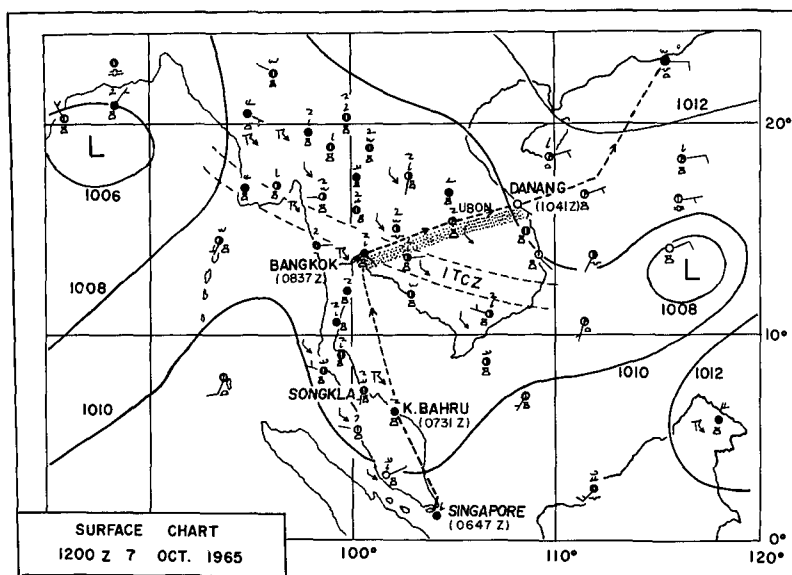 1012
20°
L
1006
DANANG
UBON
(1041Z)
BANGKOK
(0837Z)
ITCZ
L
1008
1008
10°
1010
SONGKLA
1010
1012
K. BAHRU
(0731 Z)
SINGAPORE
(0647 Z)
SURFACE CHART
1200 Z 7 OCT. 1965
0°
100°
110°
120°